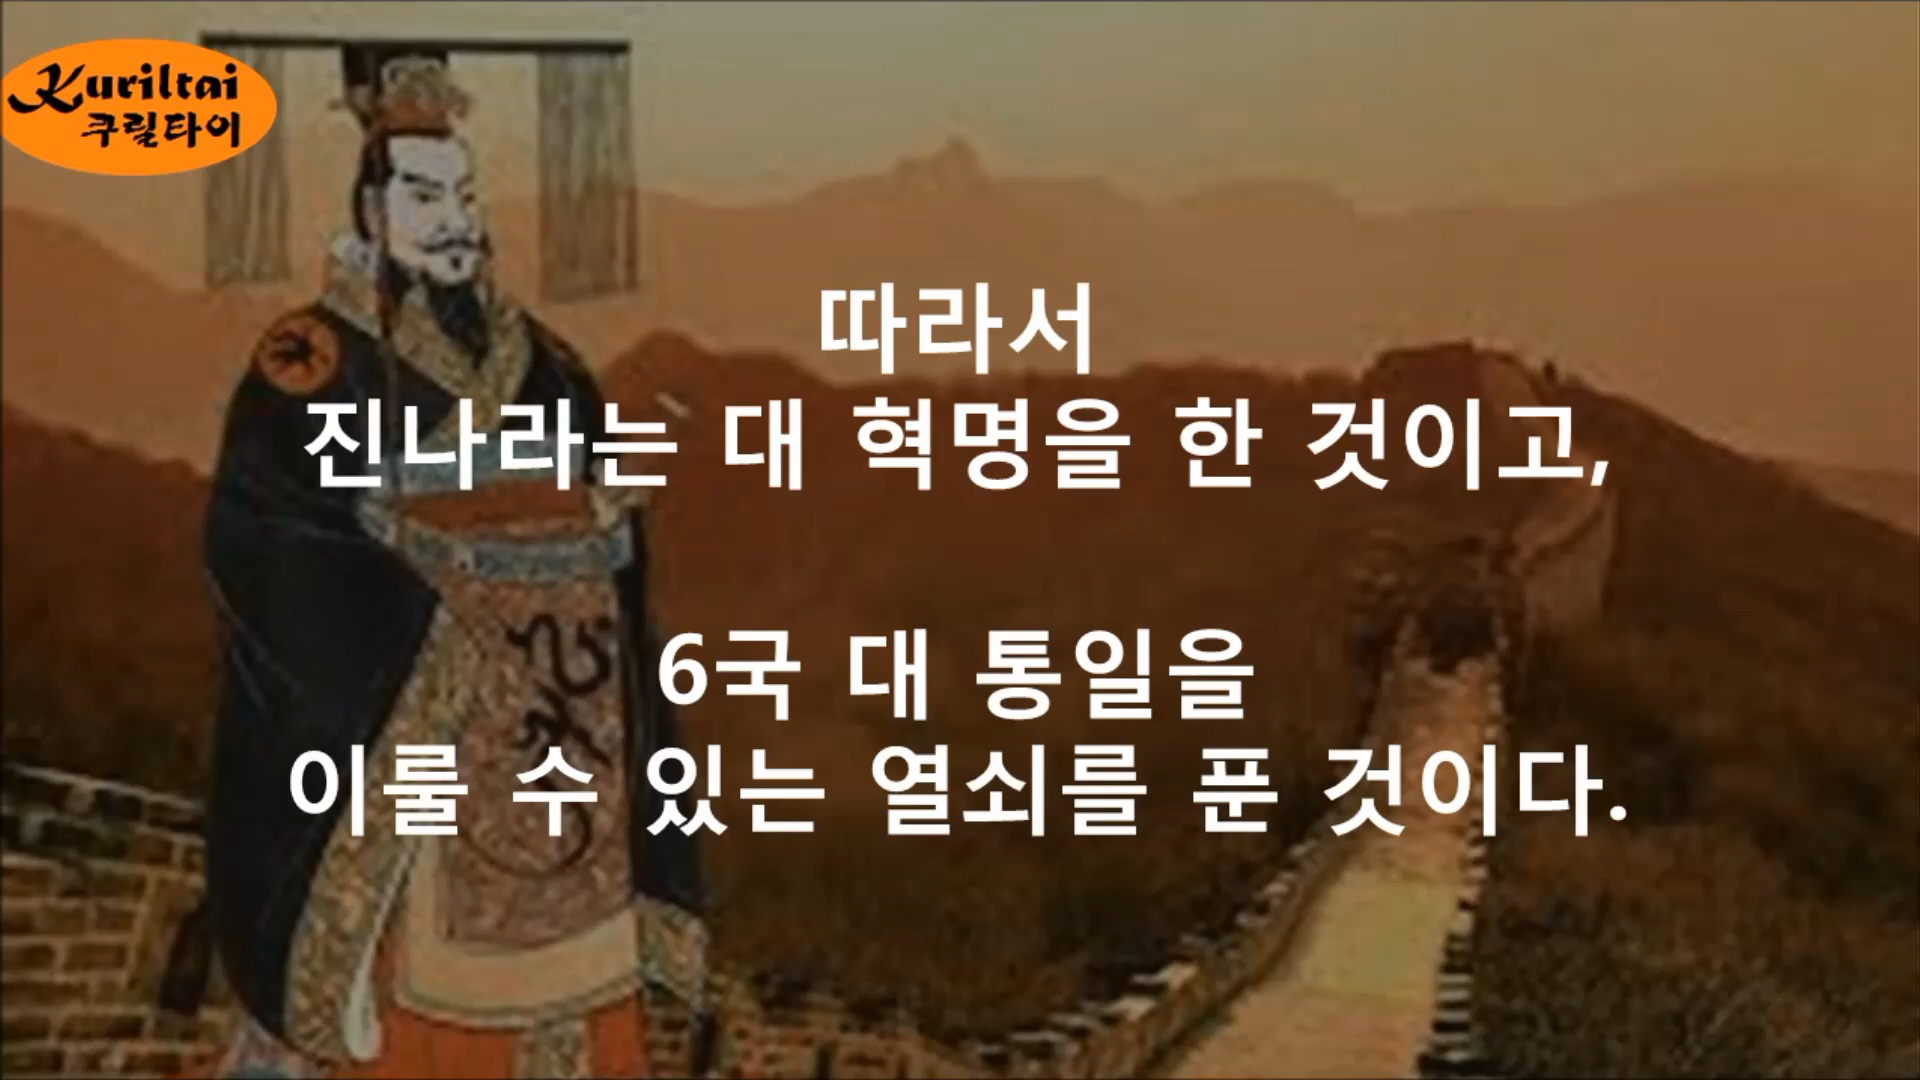 Kuriltai
쿠릴타이
따라서
진나라는 대 혁명을 한 것이고,
6국 대 통일을
이룰 수 있는 열쇠를 푼 것이다.